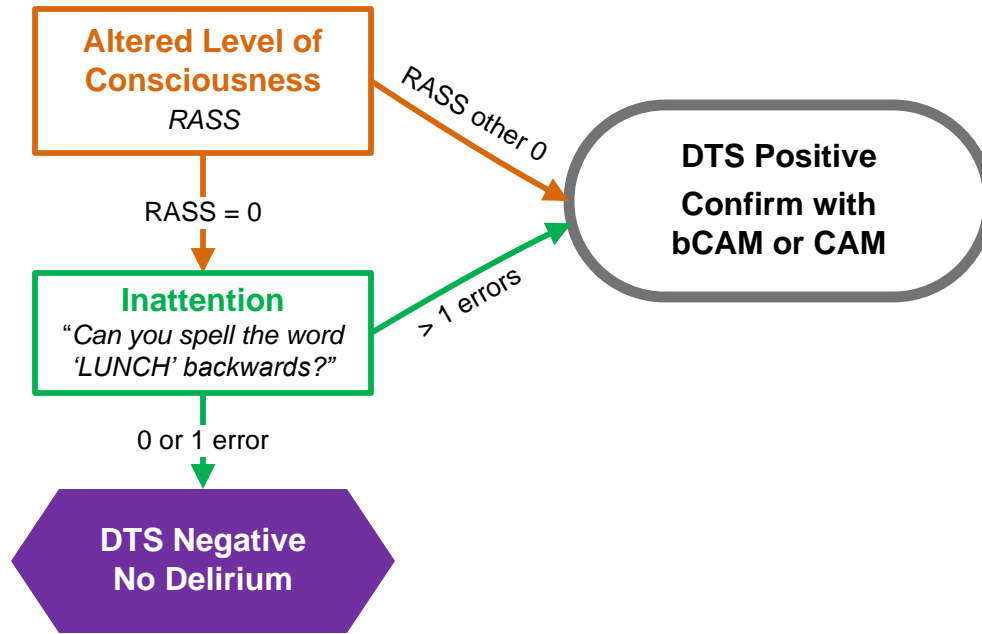 Altered Level of
Consciousness
RASS
RASS other 0
DTS Positive
Confirm with
bCAM or CAM
RASS = 0
Inattention
“Can you spell the word
‘LUNCH’ backwards?”
> 1 errors
0 or 1 error
DTS Negative
No Delirium